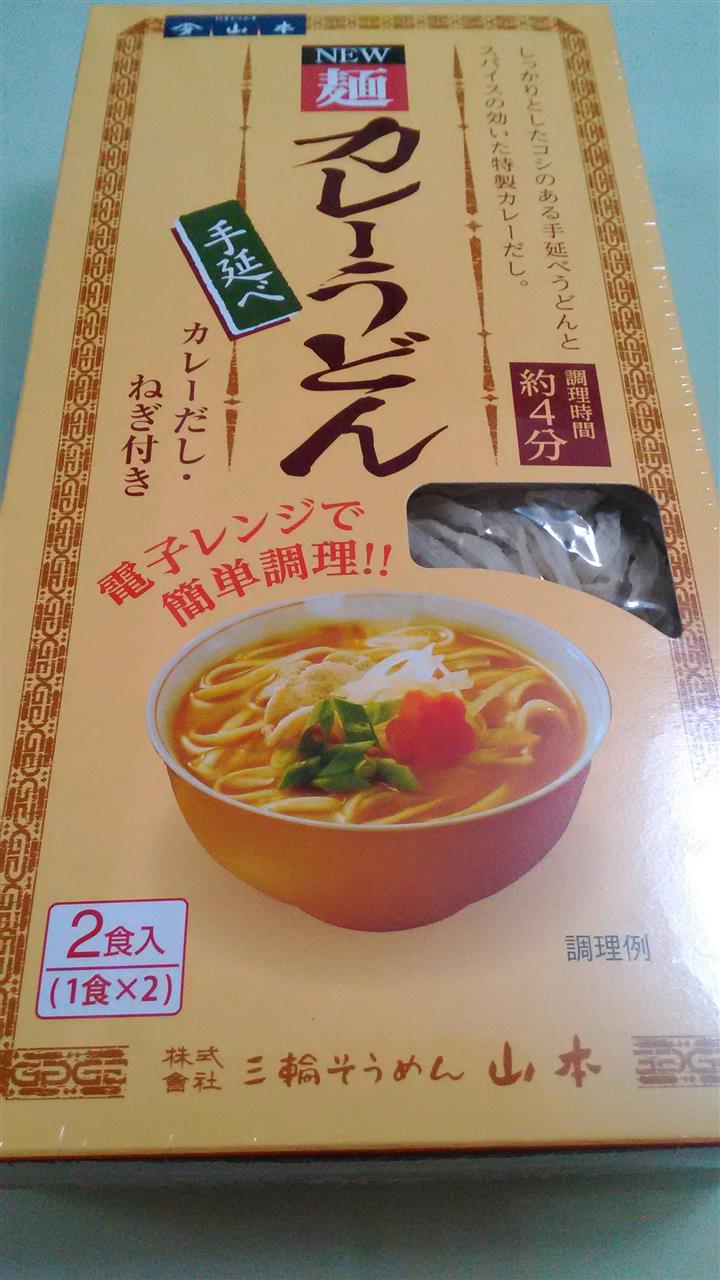 山本
NEW
麺
しっかりとしたコシのある手延べうどんと
スパイスの効いた特製カレーだし。
カレーうどん
手延べ
カレーだし・
ねぎ付き
調理時間
約4分
電子レンジで
簡単調理!!
2食入
(1食×2)
調理例
株式
會社
三輪そうめん 山本